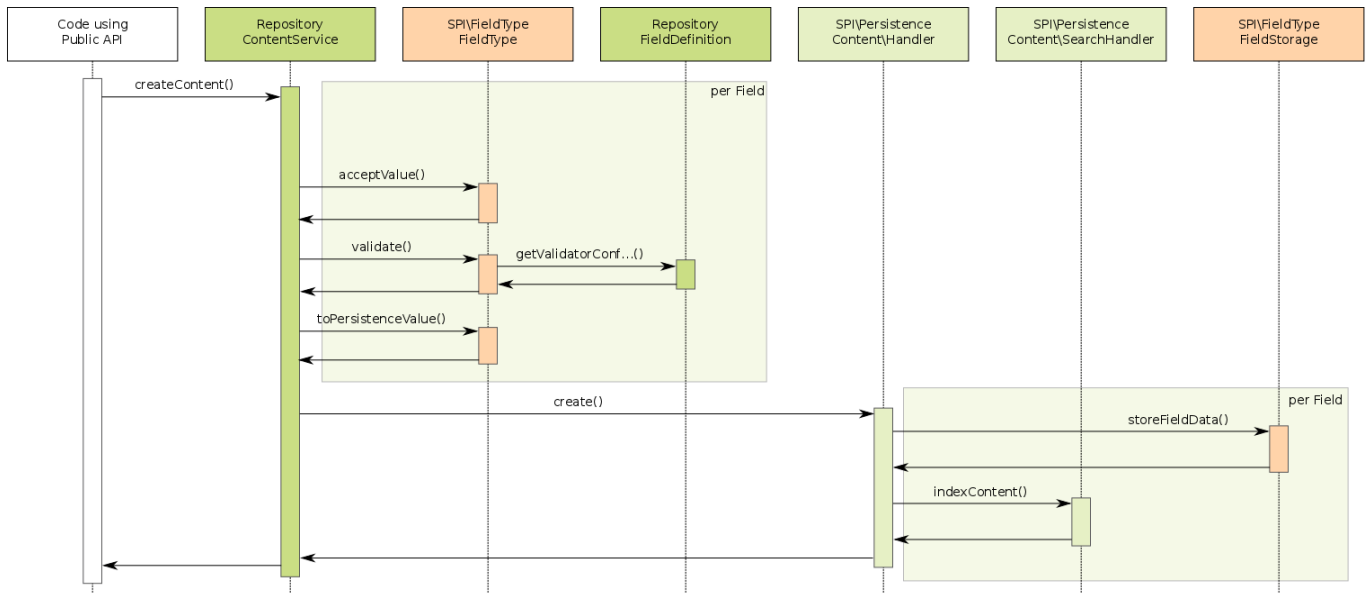 Code using
Public API
Repository
ContentService
SPI\FieldType
FieldType
Repository
FieldDefinition
SPI\Persistence
Content\Handler
SPI\Persistence
Content\SearchHandler
SPI\FieldType
FieldStorage
createContent()
per Field
acceptValue()
validate()
getValidatorConf...()
toPersistenceValue()
create()
per Field
storeFieldData()
indexContent()